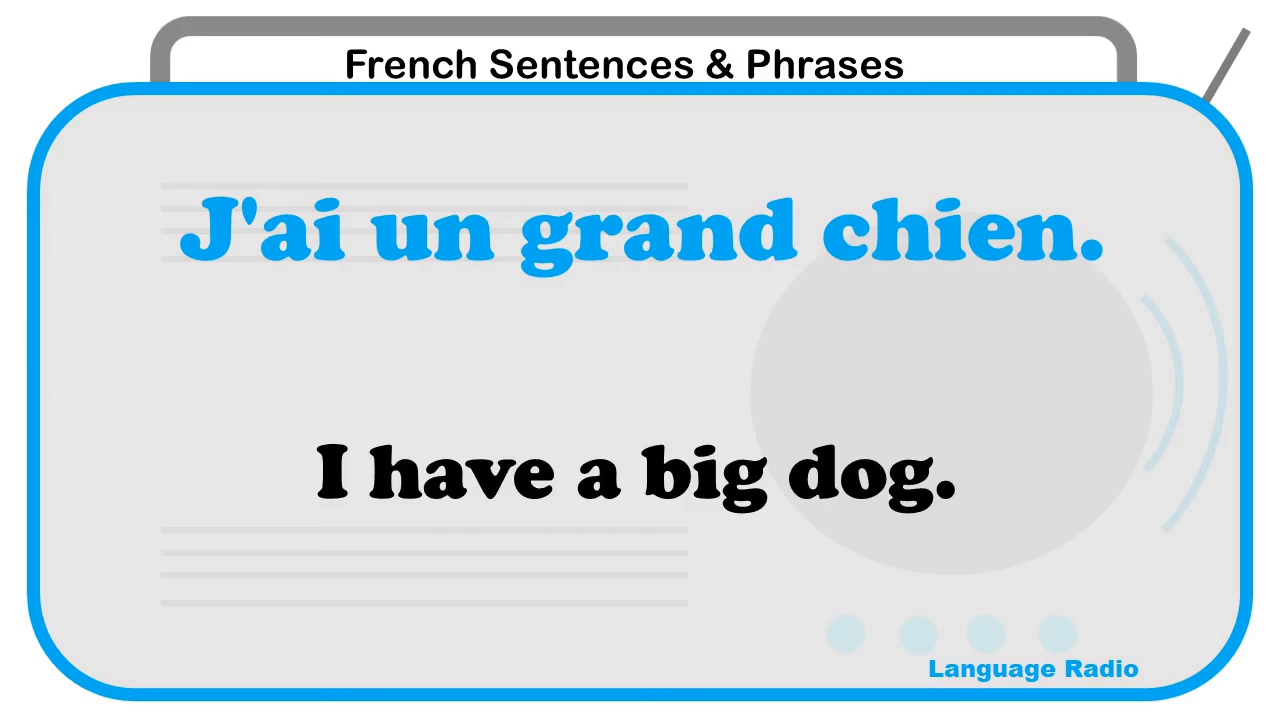 French Sentences & Phrases
J'ai un grand chien.
I have a big dog.
Language Radio